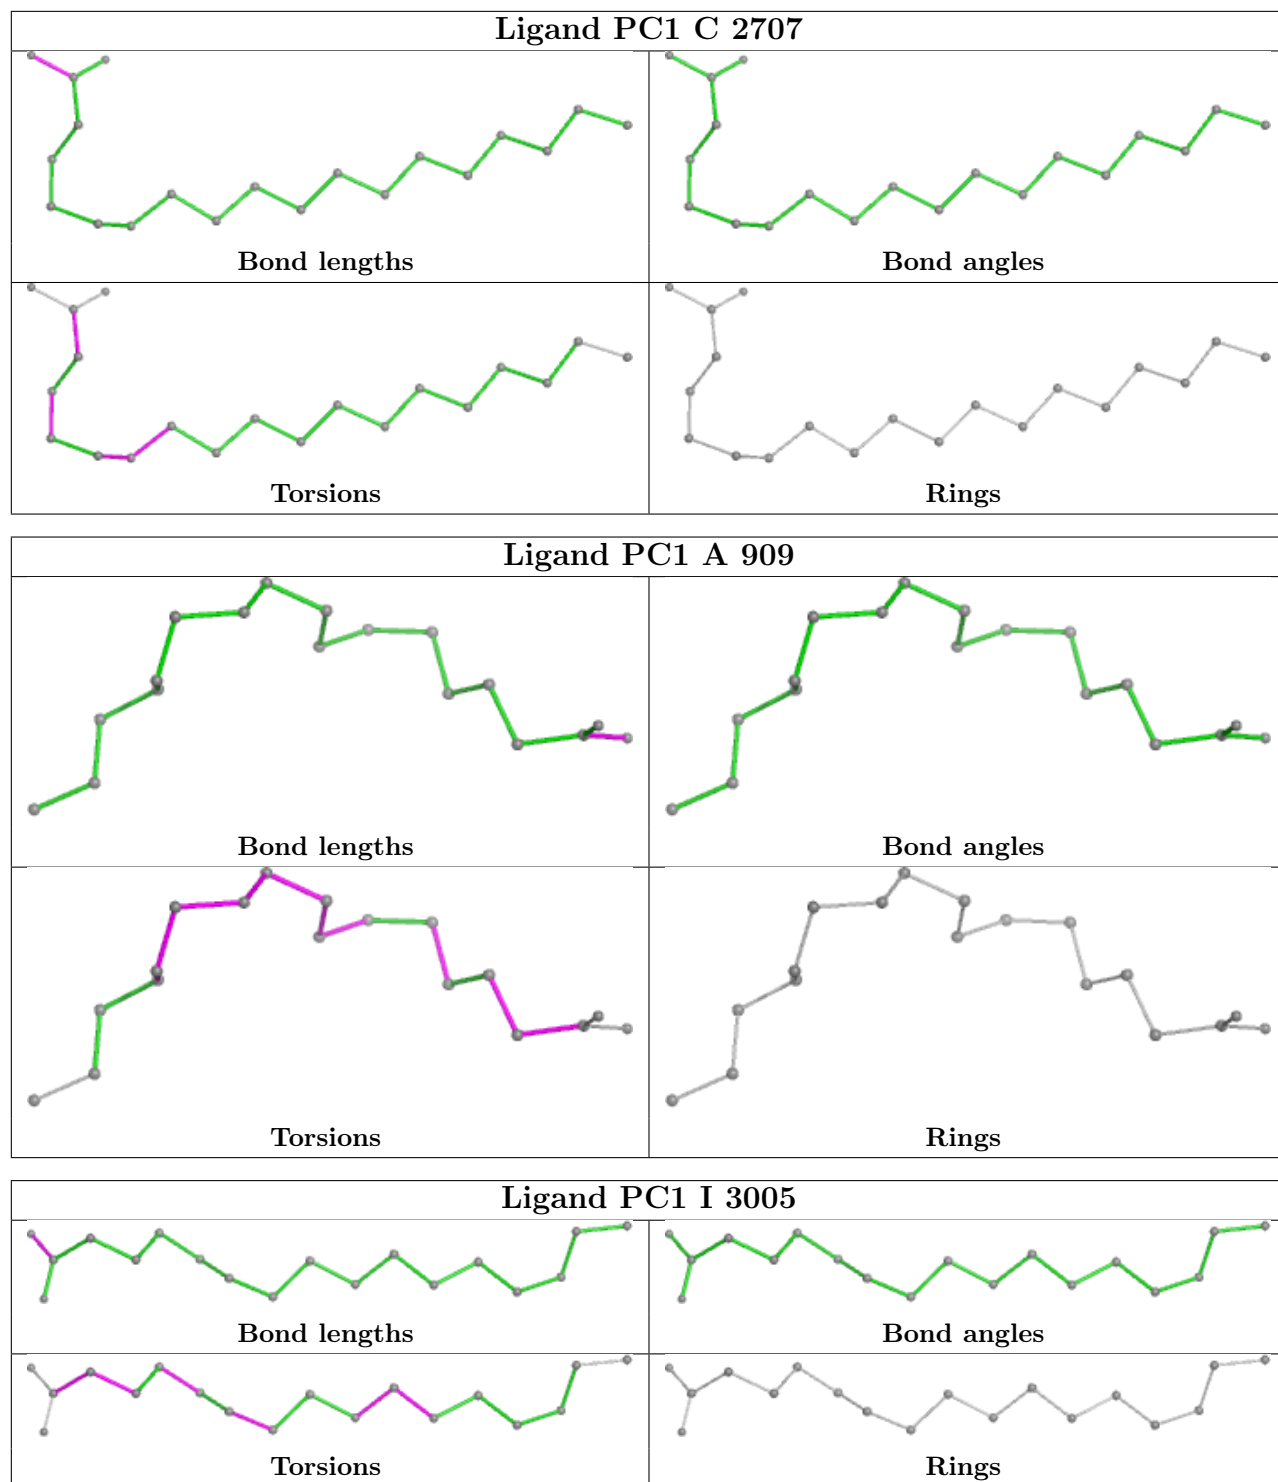 Ligand PC1 C 2707
Bond lengths
Bond angles
Torsions
Rings
Ligand PC1 A 909
Bond lengths
Bond angles
Torsions
Rings
Ligand PC1 I 3005
Bond lengths
Bond angles
Torsions
Rings